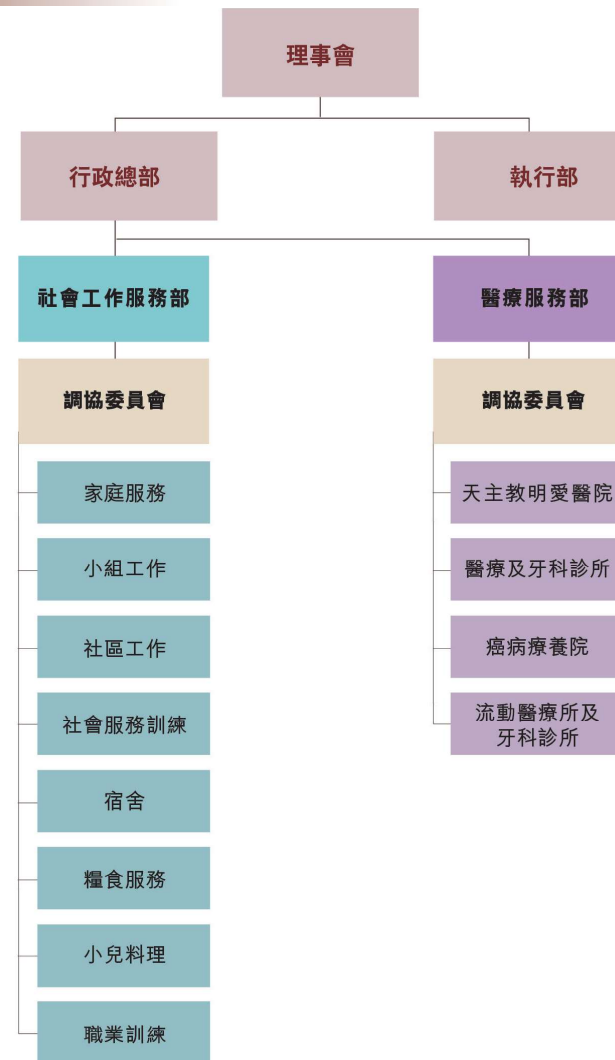 理事會
行政總部
執行部
社會工作服務部
醫療服務部
調協委員會
調協委員會
家庭服務
小組工作
社區工作
社會服務訓練
宿舍
糧食服務
小兒料理
職業訓練
天主教明愛醫院
醫療及牙科診所
癌病療養院
流動醫療所及
牙科診所